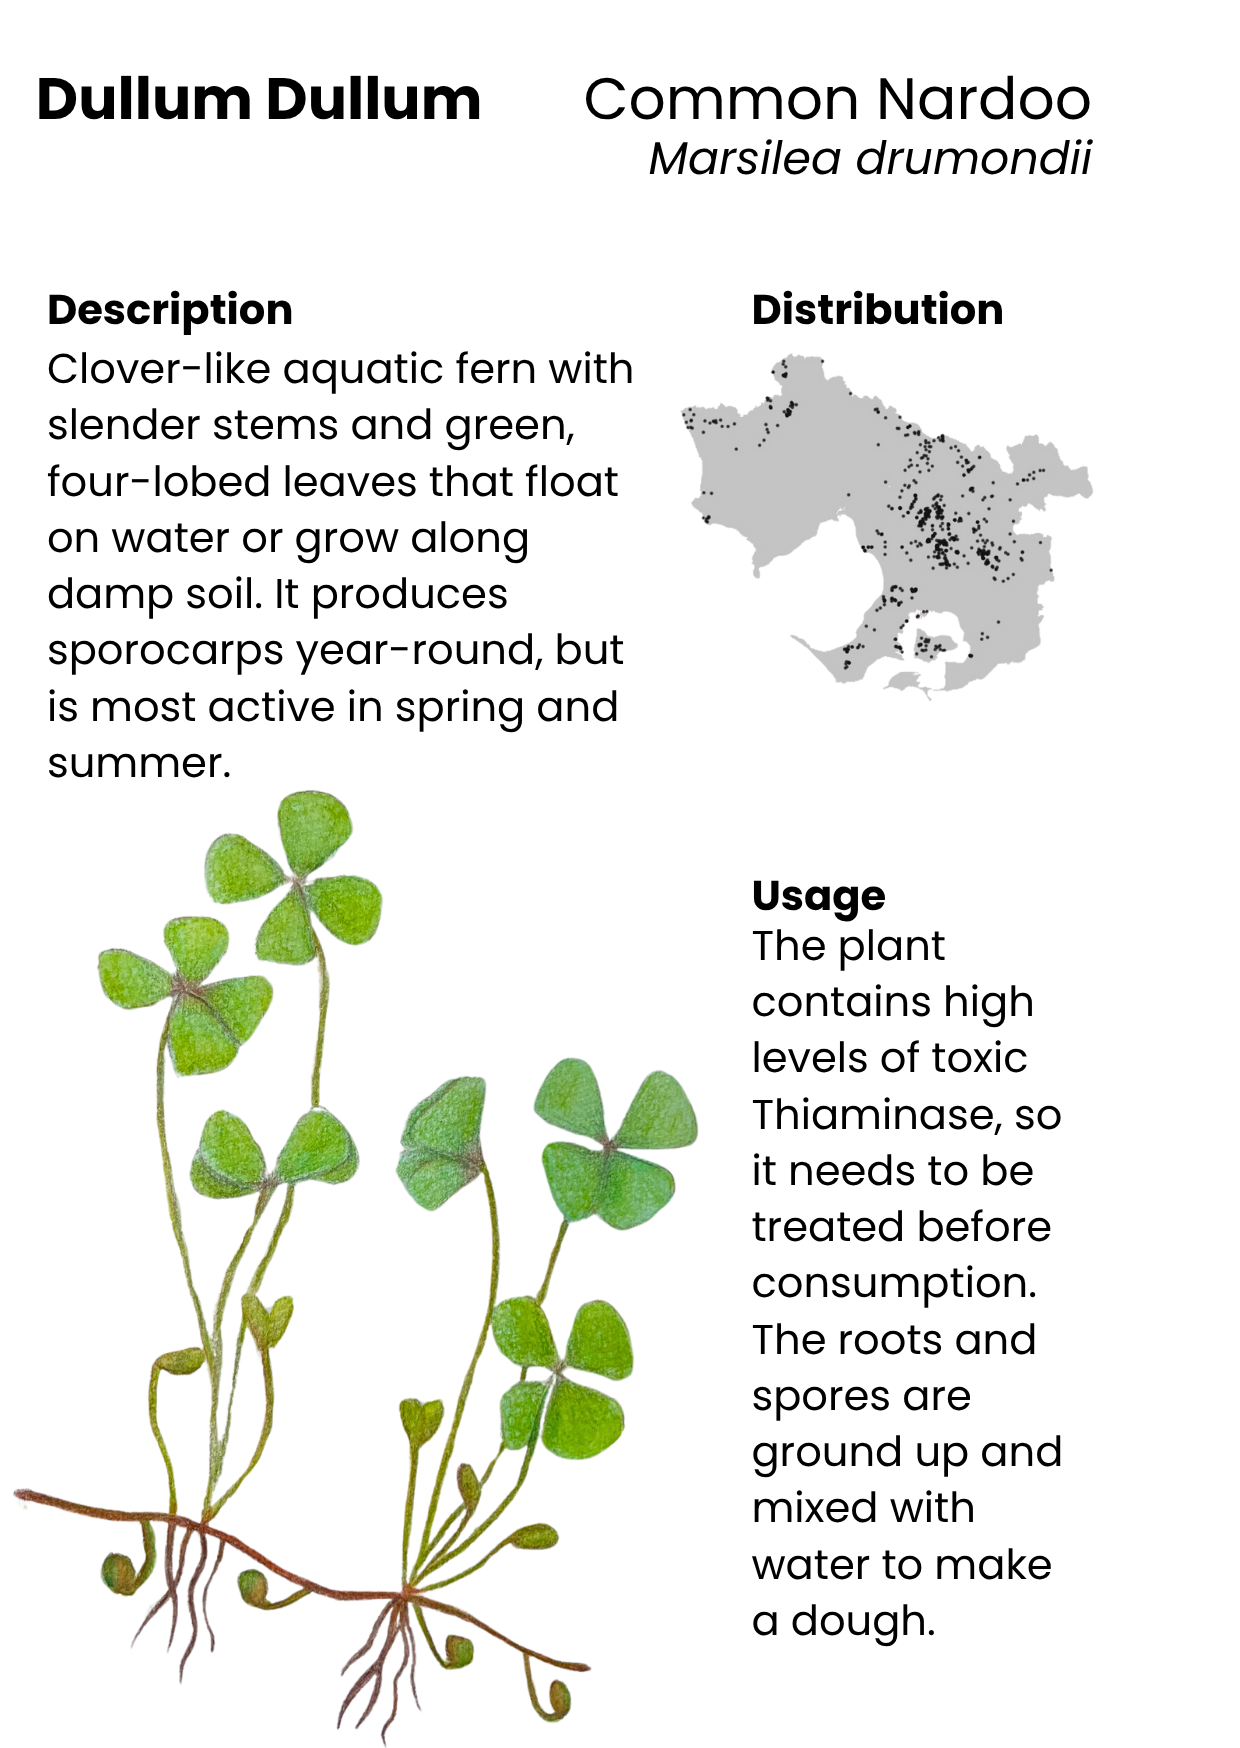 Dullum Dullum
Common Nardoo
Marsilea drumondii
Description
Clover-like aquatic fern with
slender stems and green,
four-lobed leaves that float
on water or grow along
damp soil. It produces
sporocarps year-round, but
is most active in spring and
summer.
Distribution
Usage
The plant
contains high
levels of toxic
Thiaminase, so
it needs to be
treated before
consumption.
The roots and
spores are
ground up and
mixed with
water to make
a dough.